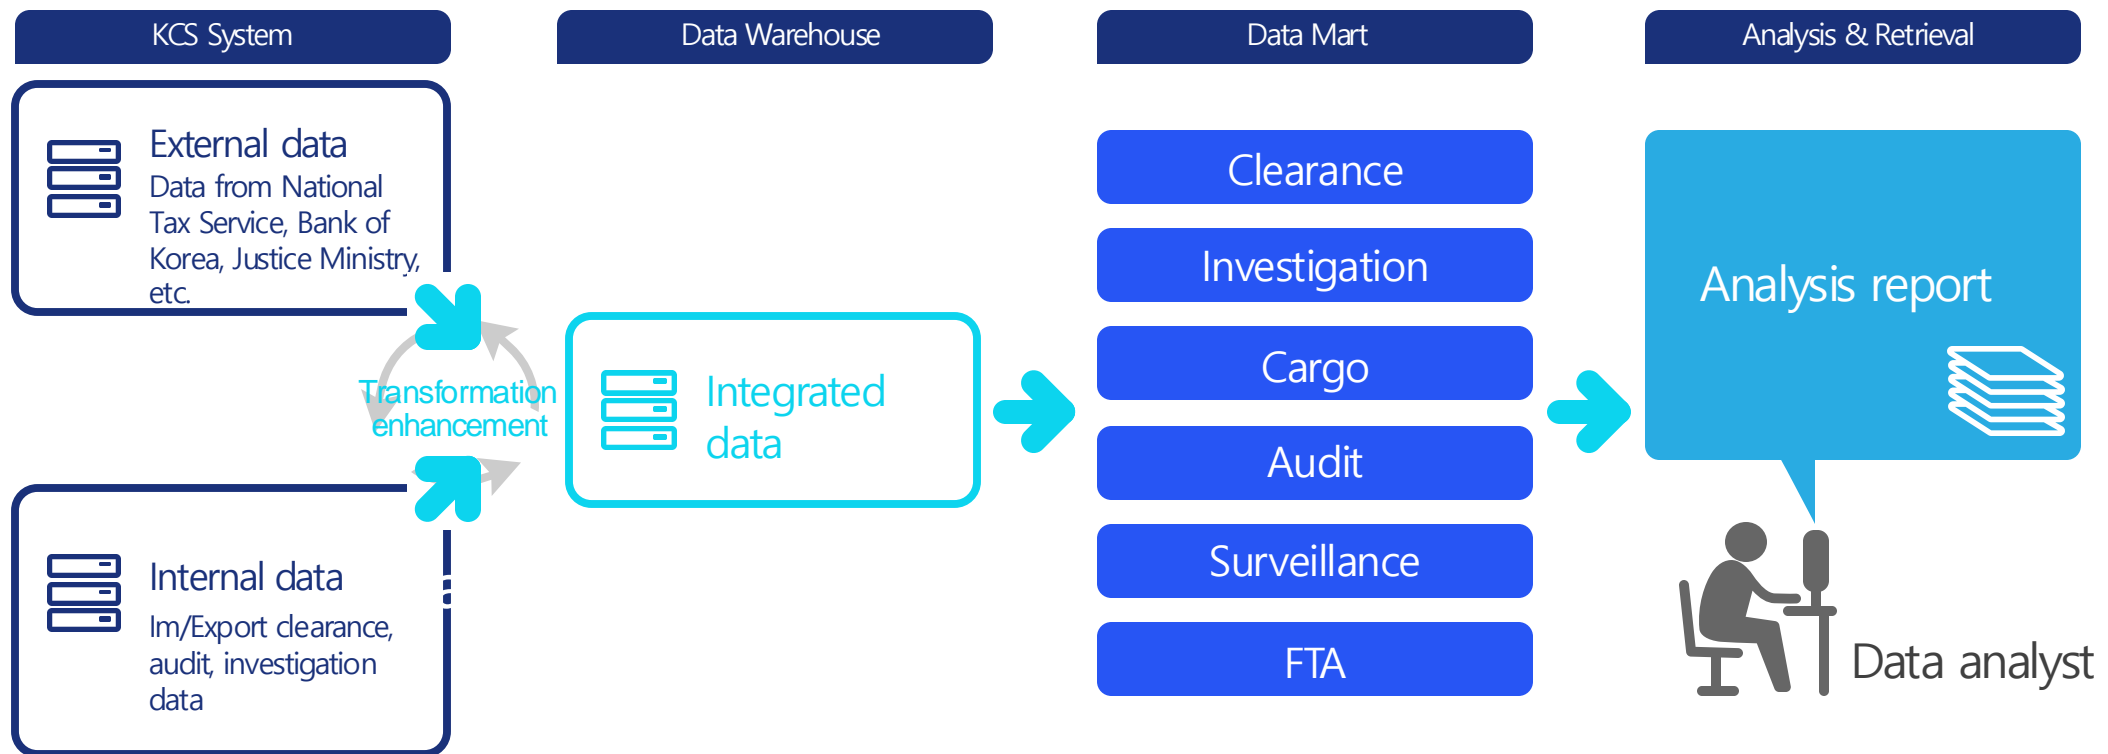 KCS System
Data Warehouse
Data Mart
Analysis & Retrieval
External data
Data from National
Tax Service, Bank of
Korea, Justice Ministry,
etc.
Transformation
enhancement
Internal data
Im/Export clearance,
audit, investigation
data
Integrated
data
Clearance
Investigation
Cargo
Audit
Surveillance
FTA
Analysis report
Data analyst